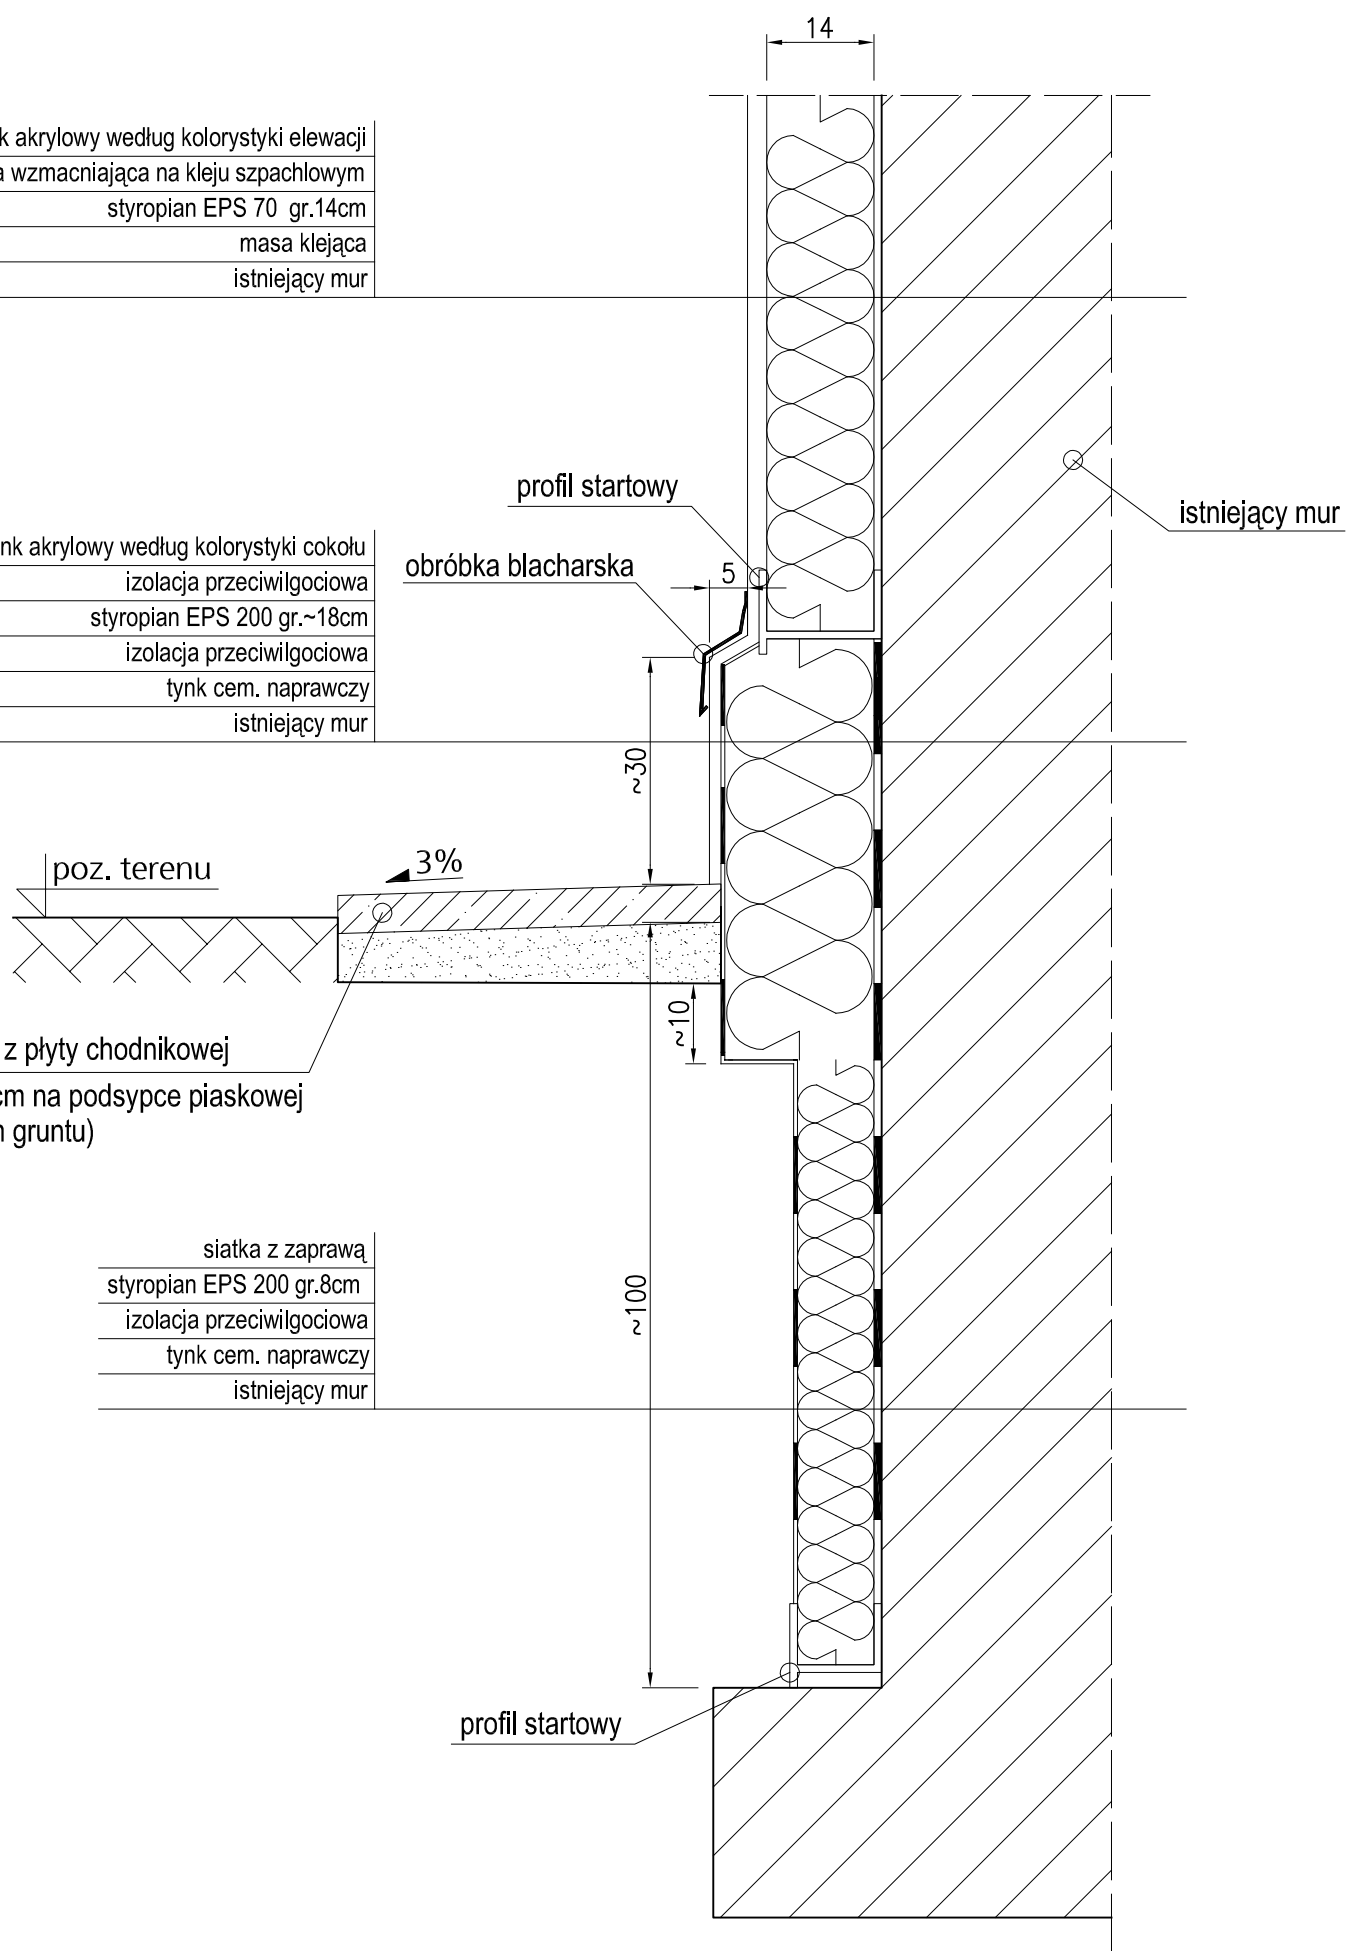 14
akrylowy według kolorystyki elewacji
wzmacniająca na kleju szpachlowym
styropian EPS 70 gr.14cm
masa klejąca
istniejący mur
profil startowy
istniejący mur
akrylowy według kolorystyki cokołu
izolacja przeciwilgociowa
styropian EPS 200 gr.~18cm
izolacja przeciwilgociowa
tynk cem. naprawczy
istniejący mur
obróbka blacharska
5
~30
poz. terenu
3%
~10
z płyty chodnikowej
cm na podsypce piaskowej
gruntu)
siatka z zaprawą
styropian EPS 200 gr.8cm
izolacja przeciwilgociowa
tynk cem. naprawczy
istniejący mur
~100
profil startowy